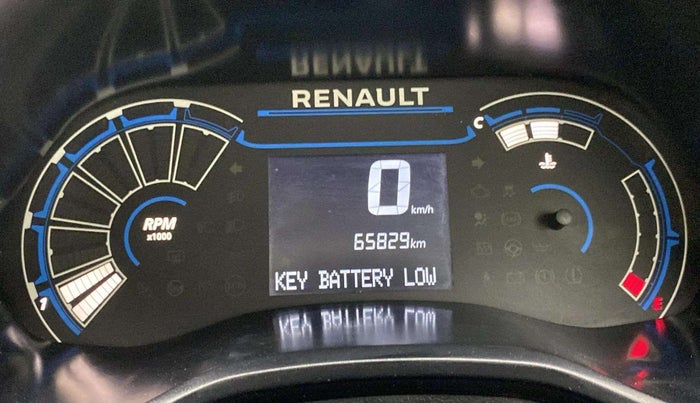 RENAULT
C
0 km/h
RPM
x1000
65829km
KEY BATTERY LOW
1